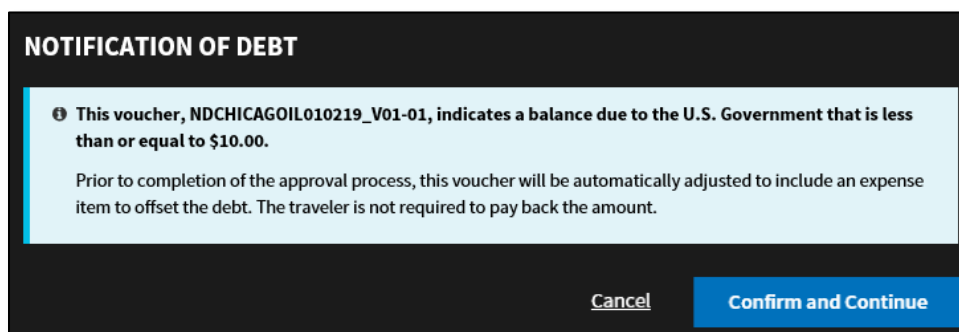 NOTIFICATION OF DEBT
This voucher, NDCHICAGOIL010219_V01-01, indicates a balance due to the U.S. Government that is less
than or equal to $10.00.
Prior to completion of the approval process, this voucher will be automatically adjusted to include an expense
item to offset the debt. The traveler is not required to pay back the amount.
Cancel Confirm and Continue